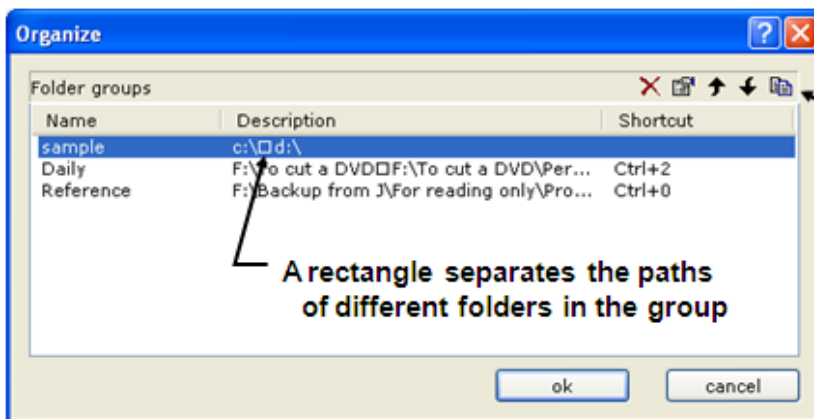 Organize
Folder groups
Name Description Shortcut
sample c:\□d:\
Daily F:\To cut a DVD□F:\To cut a DVD\Per... Ctrl+2
Reference F:\Backup from J\For reading only\Pro... Ctrl+0
A rectangle separates the paths
of different folders in the group
ok cancel